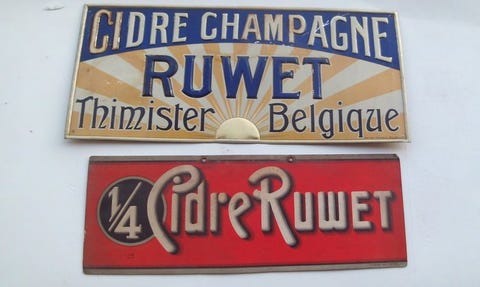 CIDRE CHAMPAGNE
RUWET
Thimister Belgique
1/4 Cidre Ruwet